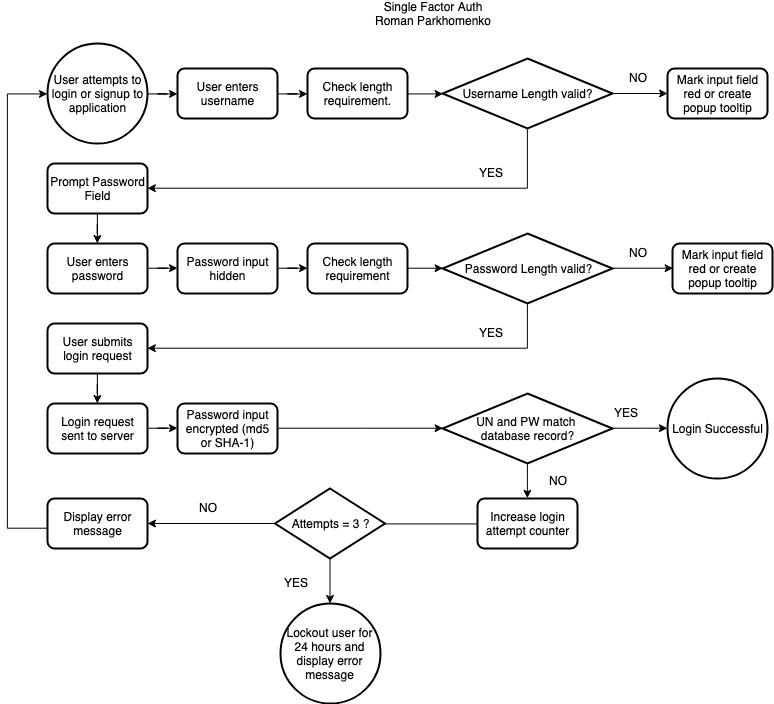 Single Factor Auth
Roman Parkhomenko
User attempts to
login or signup to
application
User enters
username
Check length
requirement.
Username Length valid?
NO
Mark input field
red or create
popup tooltip
YES
Prompt Password
Field
User enters
password
Password input
hidden
Check length
requirement
Password Length valid?
NO
Mark input field
red or create
popup tooltip
YES
User submits
login request
Login request
sent to server
Password input
encrypted (md5
or SHA-1)
UN and PW match
database record?
YES
Login Successful
NO
Increase login
attempt counter
Attempts = 3 ?
NO
Display error
message
YES
Lockout user for
24 hours and
display error
message